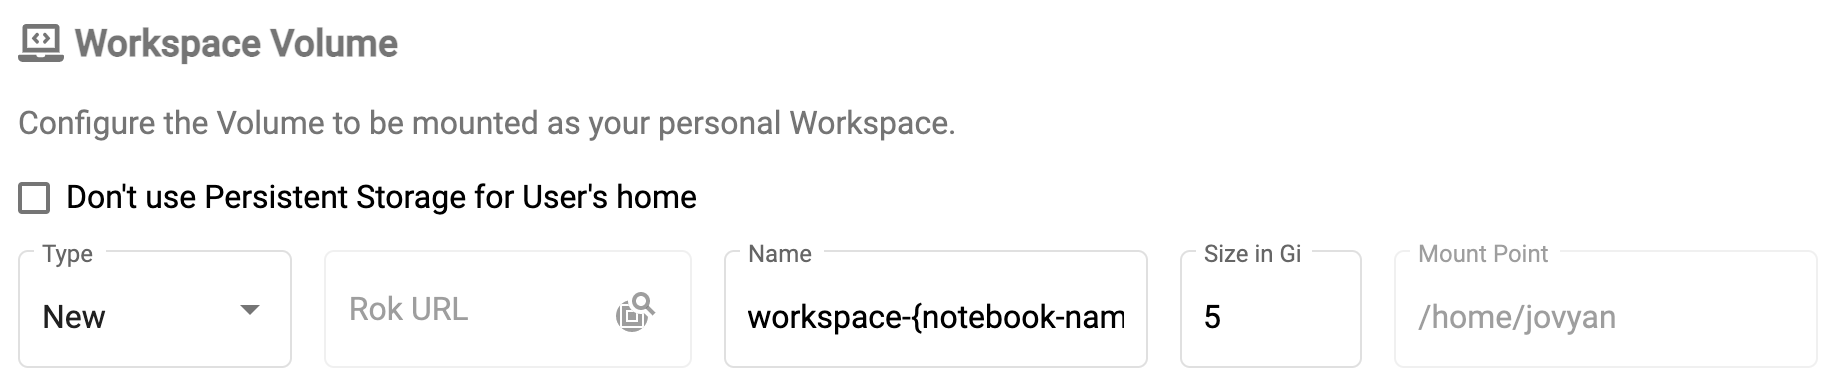 Workspace Volume
Configure the Volume to be mounted as your personal Workspace.
Don't use Persistent Storage for User's home
Type
New
Rok URL
Name
workspace-{notebook-nam
Size in Gi
5
Mount Point
/home/jovyan